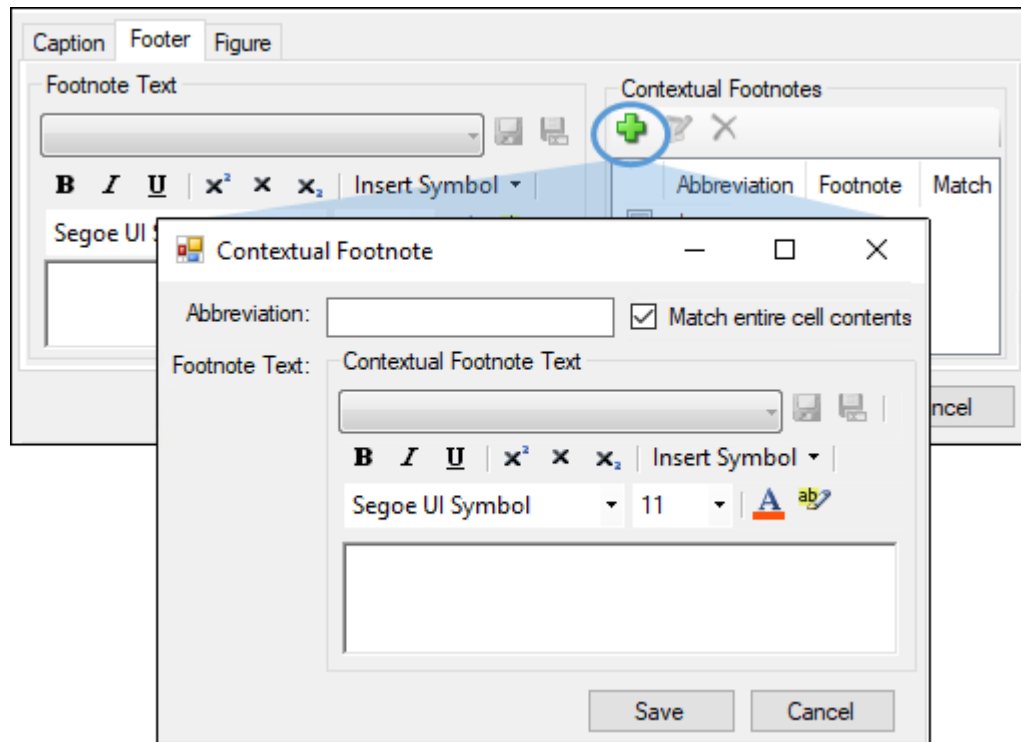 Caption Footer Figure
Footnote Text
Contextual Footnotes
B I U x² x x₂ Insert Symbol
Abbreviation Footnote Match
Segoe UI S
Contextual Footnote
Abbreviation:
Match entire cell contents
Footnote Text:
Contextual Footnote Text
ncel
B I U x² x x₂ Insert Symbol
Segoe UI Symbol 11 A ab
Save Cancel